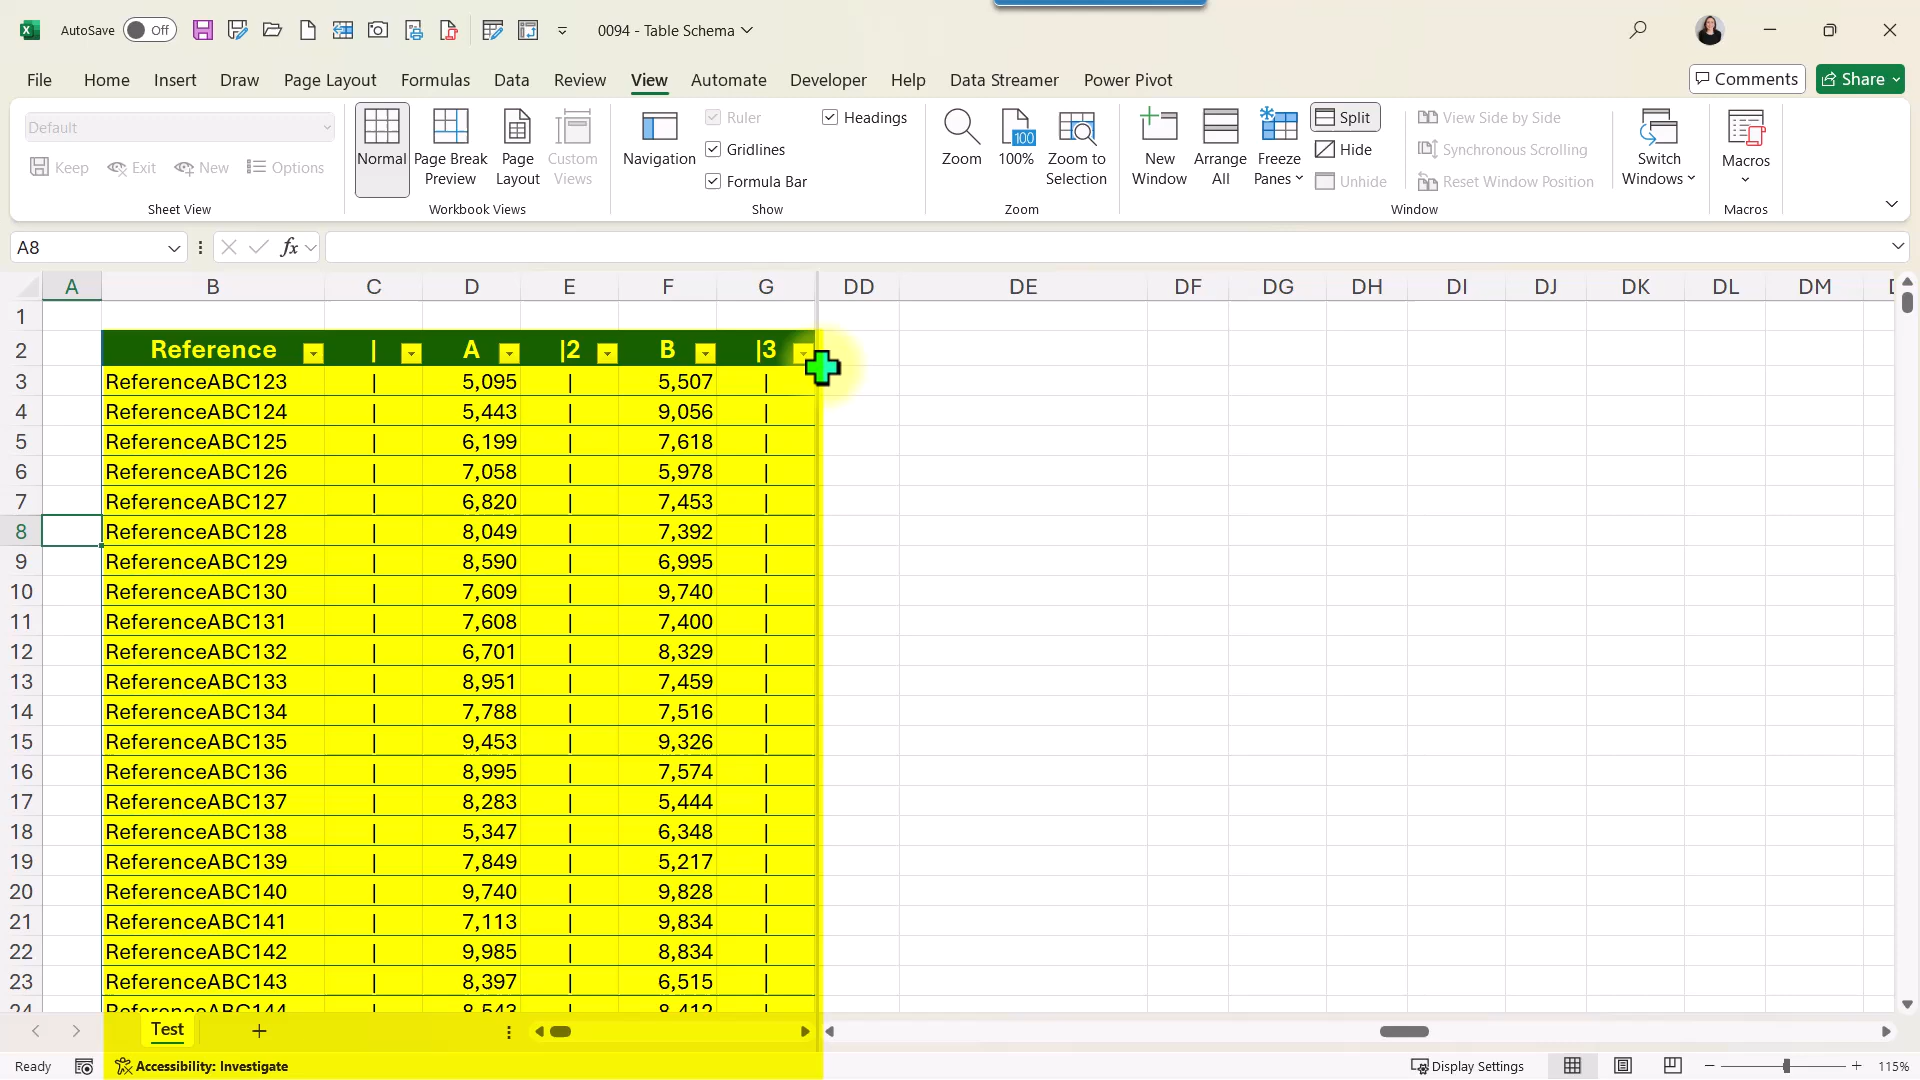 AutoSave Off 0094 - Table Schema
File Home Insert Draw Page Layout Formulas Data Review View Automate Developer Help Data Streamer Power Pivot Comments Share
Default
Keep Exit New Options
Sheet View
Normal Page Break Preview Page Layout Custom Views
Workbook Views
Navigation Ruler Gridlines Formula Bar Headings
Show
Zoom 100 100% Zoom to Selection
Zoom
New Window Arrange All Freeze Panes Split Hide Unhide View Side by Side Synchronous Scrolling Reset Window Position Switch Windows
Window
Macros
Macros
A8 fx
A B C D E F G DD DE DF DG DH DI DJ DK DL DM
1
2 Reference | A |2 B |3
3 ReferenceABC123 | 5,095 | 5,507 |
4 ReferenceABC124 | 5,443 | 9,056 |
5 ReferenceABC125 | 6,199 | 7,618 |
6 ReferenceABC126 | 7,058 | 5,978 |
7 ReferenceABC127 | 6,820 | 7,453 |
8 ReferenceABC128 | 8,049 | 7,392 |
9 ReferenceABC129 | 8,590 | 6,995 |
10 ReferenceABC130 | 7,609 | 9,740 |
11 ReferenceABC131 | 7,608 | 7,400 |
12 ReferenceABC132 | 6,701 | 8,329 |
13 ReferenceABC133 | 8,951 | 7,459 |
14 ReferenceABC134 | 7,788 | 7,516 |
15 ReferenceABC135 | 9,453 | 9,326 |
16 ReferenceABC136 | 8,995 | 7,574 |
17 ReferenceABC137 | 8,283 | 5,444 |
18 ReferenceABC138 | 5,347 | 6,348 |
19 ReferenceABC139 | 7,849 | 5,217 |
20 ReferenceABC140 | 9,740 | 9,828 |
21 ReferenceABC141 | 7,113 | 9,834 |
22 ReferenceABC142 | 9,985 | 8,834 |
23 ReferenceABC143 | 8,397 | 6,515 |
24 ReferenceABC144 | 8,543 | 8,412 |
Test
Ready Accessibility: Investigate Display Settings 115%